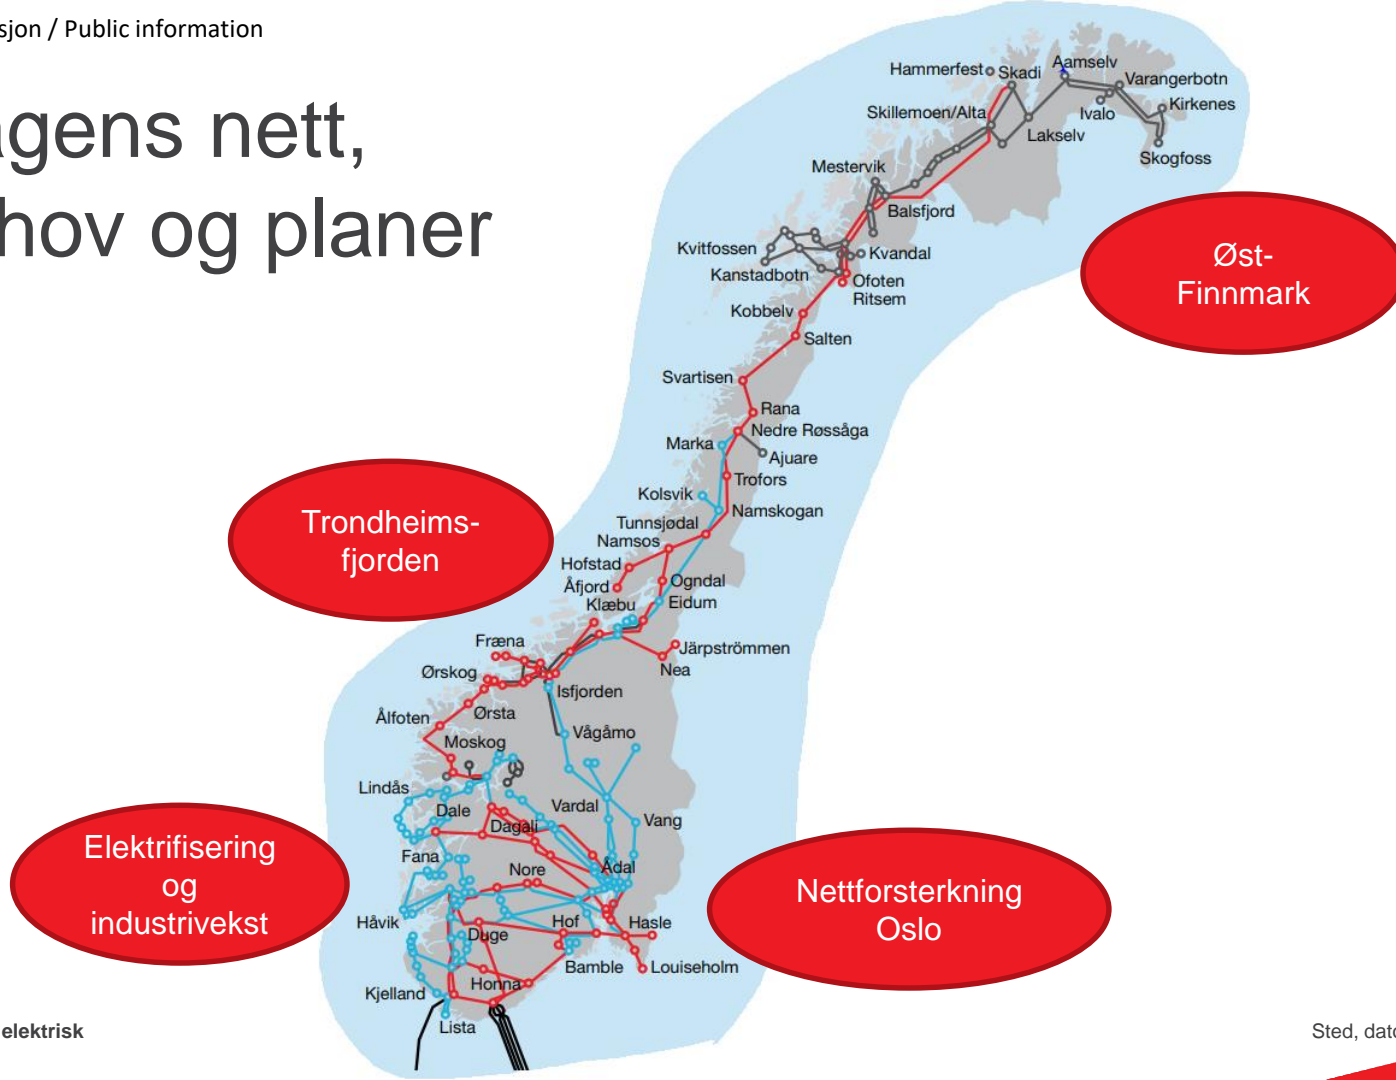 sjon / Public information
agens nett,
hov og planer
Hammerfest
Skadi
Aamselv
Varangerbotn
Skillemoen/Alta
Ivalo
Kirkenes
Lakselv
Skogfoss
Mestervik
Balsfjord
Øst-
Finnmark
Kvitfossen
Kvandal
Kanstadbotn
Ofoten
Ritsem
Kobbelv
Salten
Svartisen
Rana
Nedre Røssåga
Marka
Ajuare
Trofors
Kolsvik
Namskogan
Tunnsjødal
Namsos
Trondheims-
fjorden
Hofstad
Åfjord
Ogndal
Klæbu
Eidum
Fræna
Järpströmmen
Nea
Ørskog
Isfjorden
Ørsta
Ålfoten
Vågåmo
Moskog
Lindås
Dale
Vardal
Vang
Dagali
Elektrifisering
og
industrivekst
Fana
Nore
Ådal
Nettforsterkning
Oslo
Håvik
Hof
Hasle
Duge
Bamble
Louiseholm
Kjelland
Honna
Lista
elektrisk
Sted, dato